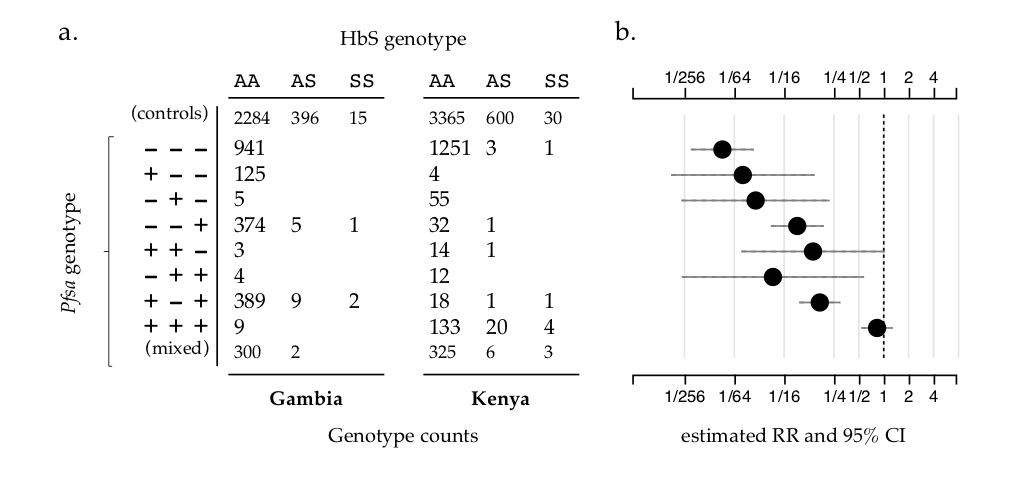 a.
HbS genotype
AA AS SS AA AS SS
(controls) 2284 396 15 3365 600 30
− − − 941 1251 3 1
+ − − 125 4
− + − 5 55
− − + 374 5 1 32 1
+ + − 3 14 1
− + + 4 12
+ − + 389 9 2 18 1 1
+ + + 9 133 20 4
(mixed) 300 2 325 6 3
Pfsa genotype
Gambia Kenya
Genotype counts
b.
1/256 1/64 1/16 1/4 1/2 1 2 4
1/256 1/64 1/16 1/4 1/2 1 2 4
estimated RR and 95% CI